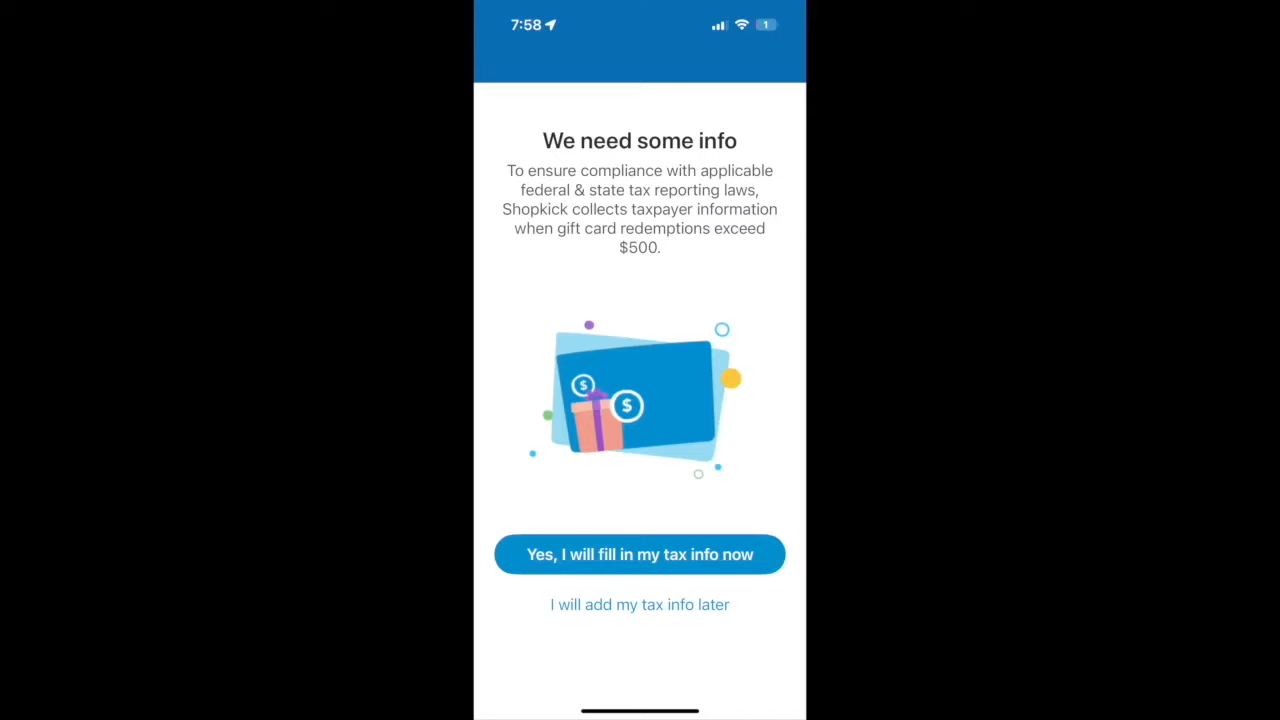 7:58
1
We need some info
To ensure compliance with applicable
federal & state tax reporting laws,
Shopkick collects taxpayer information
when gift card redemptions exceed
$500.
$
$
Yes, I will fill in my tax info now
I will add my tax info later